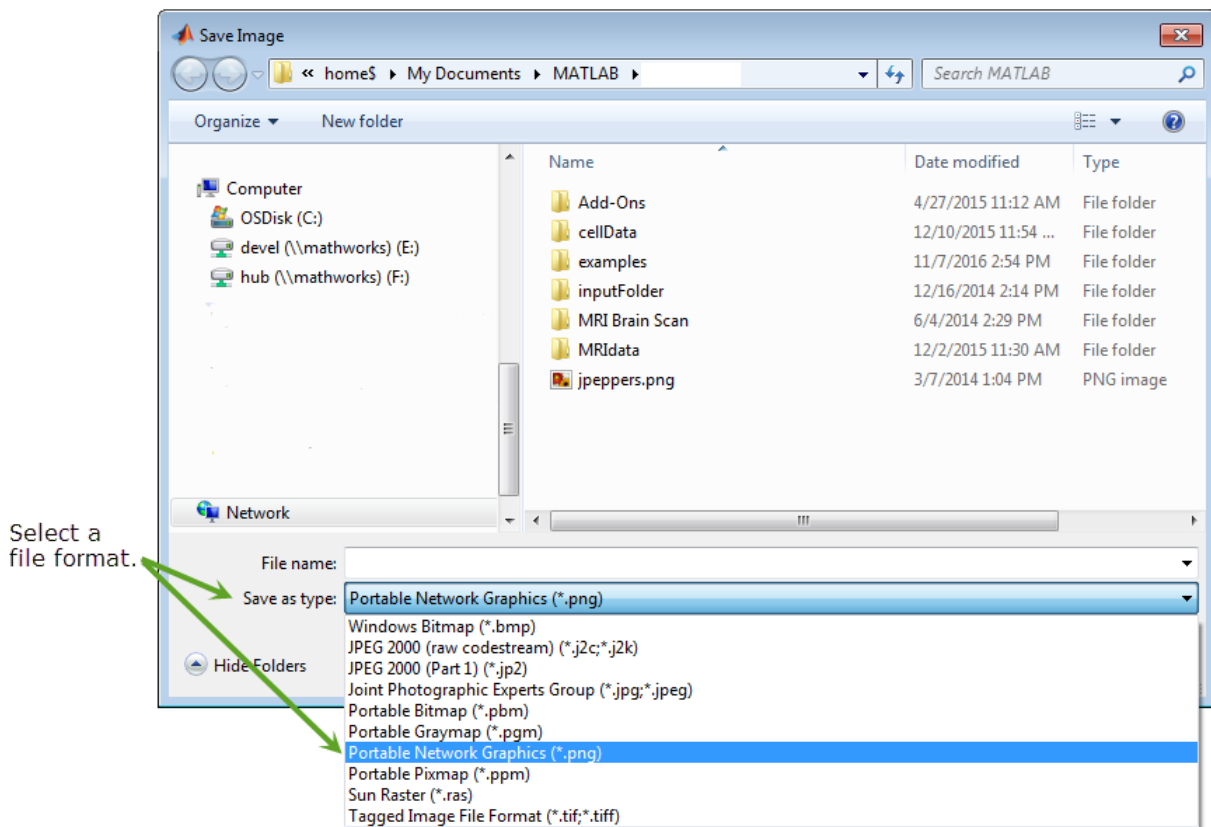 Save Image
« home$ ▸ My Documents ▸ MATLAB ▸
Search MATLAB
Organize ▾ New folder
Computer
OSDisk (C:)
devel (\\mathworks) (E:)
hub (\\mathworks) (F:)
Network
Name Date modified Type
Add-Ons 4/27/2015 11:12 AM File folder
cellData 12/10/2015 11:54 ... File folder
examples 11/7/2016 2:54 PM File folder
inputFolder 12/16/2014 2:14 PM File folder
MRI Brain Scan 6/4/2014 2:29 PM File folder
MRIdata 12/2/2015 11:30 AM File folder
jpeppers.png 3/7/2014 1:04 PM PNG image
Select a
file format.
File name:
Save as type: Portable Network Graphics (*.png)
Hide Folders
Windows Bitmap (*.bmp)
JPEG 2000 (raw codestream) (*.j2c;*.j2k)
JPEG 2000 (Part 1) (*.jp2)
Joint Photographic Experts Group (*.jpg;*.jpeg)
Portable Bitmap (*.pbm)
Portable Graymap (*.pgm)
Portable Network Graphics (*.png)
Portable Pixmap (*.ppm)
Sun Raster (*.ras)
Tagged Image File Format (*.tif;*.tiff)